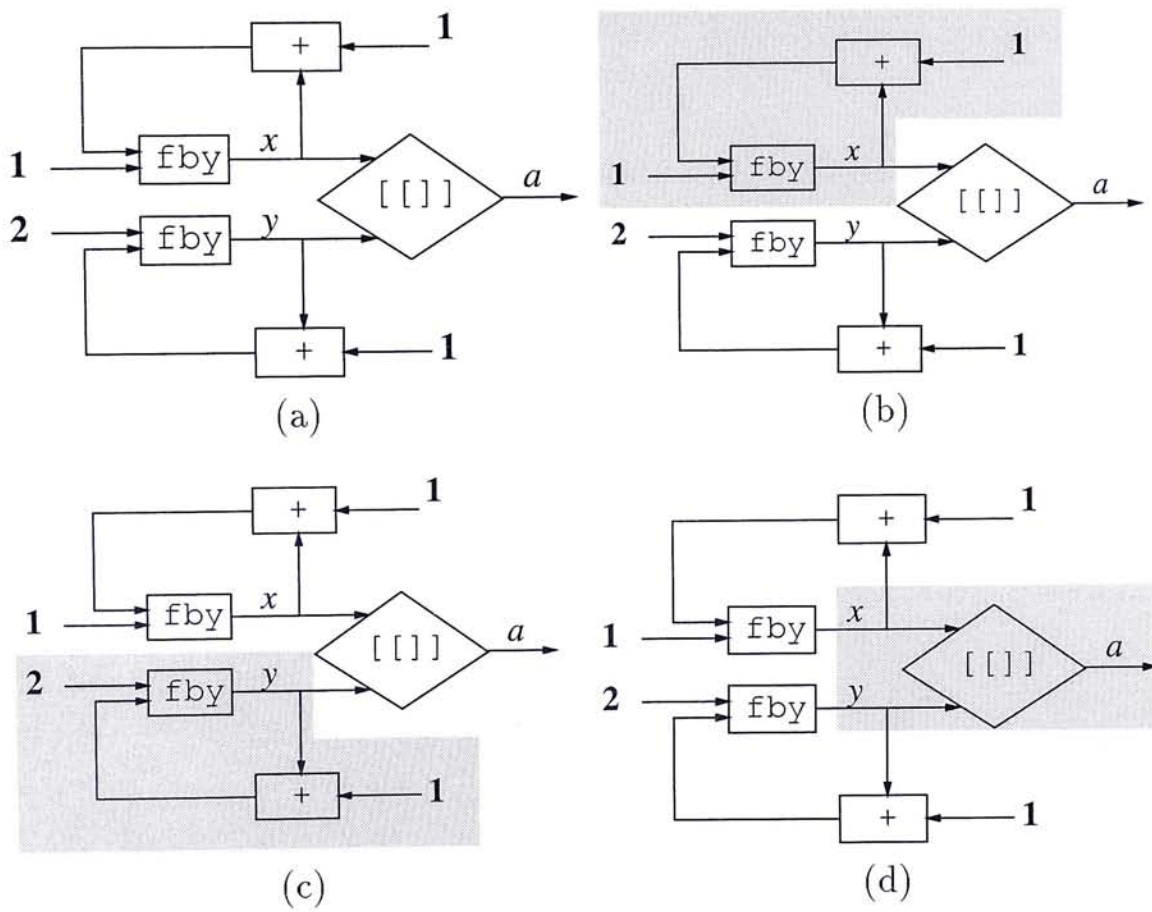 + 1
1 fby x
[[]] a
2 fby y
+ 1
(a)
+ 1
1 fby x
[[]] a
2 fby y
+ 1
(b)
+ 1
1 fby x
[[]] a
2 fby y
+ 1
(c)
+ 1
1 fby x
[[]] a
2 fby y
+ 1
(d)